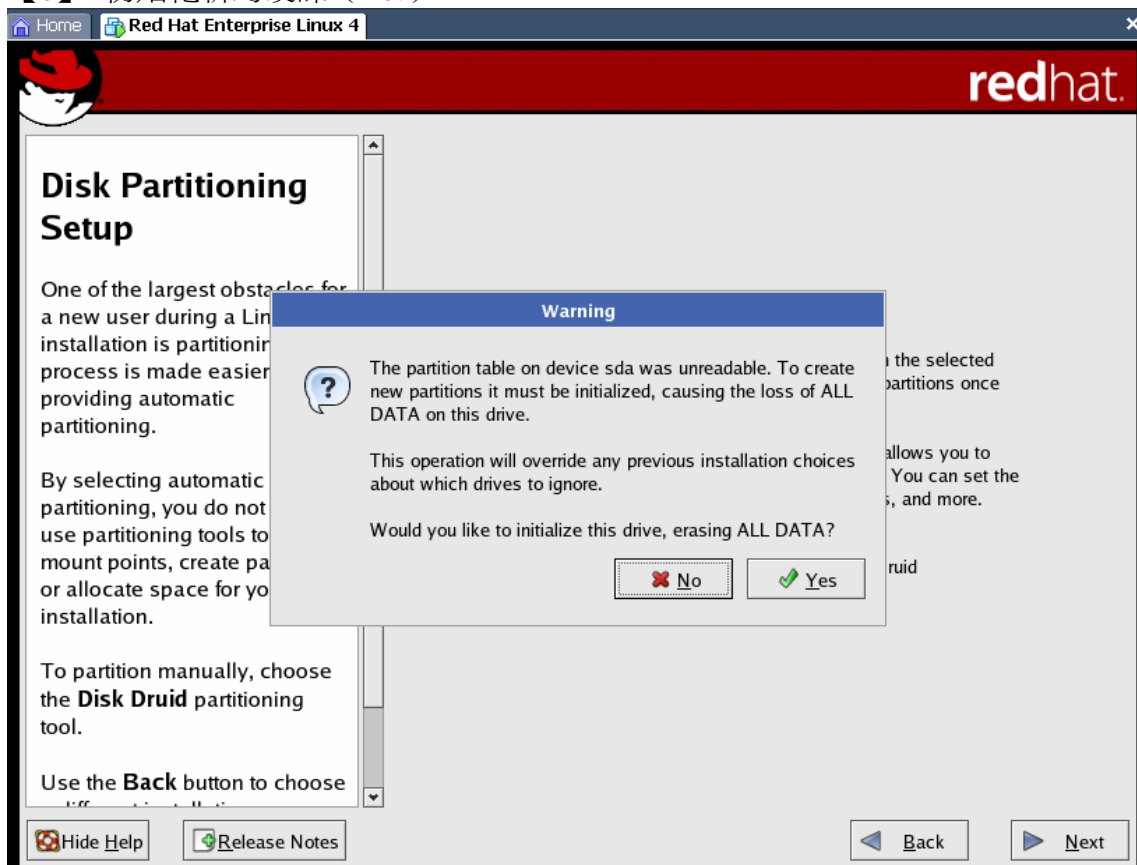 Home
Red Hat Enterprise Linux 4
redhat.
Disk Partitioning
Setup
One of the largest obstacles for
a new user during a Lin
installation is partitionin
process is made easier
providing automatic
partitioning.
By selecting automatic
partitioning, you do not
use partitioning tools to
mount points, create pa
or allocate space for yo
installation.
To partition manually, choose
the Disk Druid partitioning
tool.
Use the Back button to choose
Warning
The partition table on device sda was unreadable. To create
new partitions it must be initialized, causing the loss of ALL
DATA on this drive.
This operation will override any previous installation choices
about which drives to ignore.
Would you like to initialize this drive, erasing ALL DATA?
No
Yes
the selected
partitions once
allows you to
You can set the
s, and more.
ruid
Hide Help
Release Notes
Back
Next